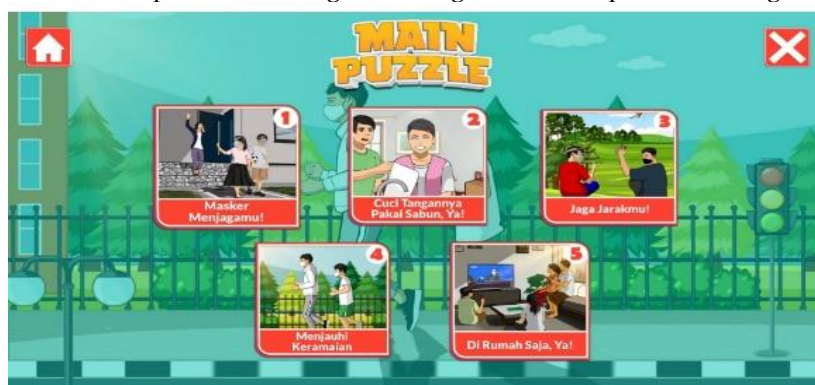 MAIN
PUZZLE
1
Masker
Menjagamu!
2
Cuci Tangannya
Pakai Sabun, Ya!
3
Jaga Jarakmu!
4
Menjauhi
Keramaian
5
Di Rumah Saja, Ya!